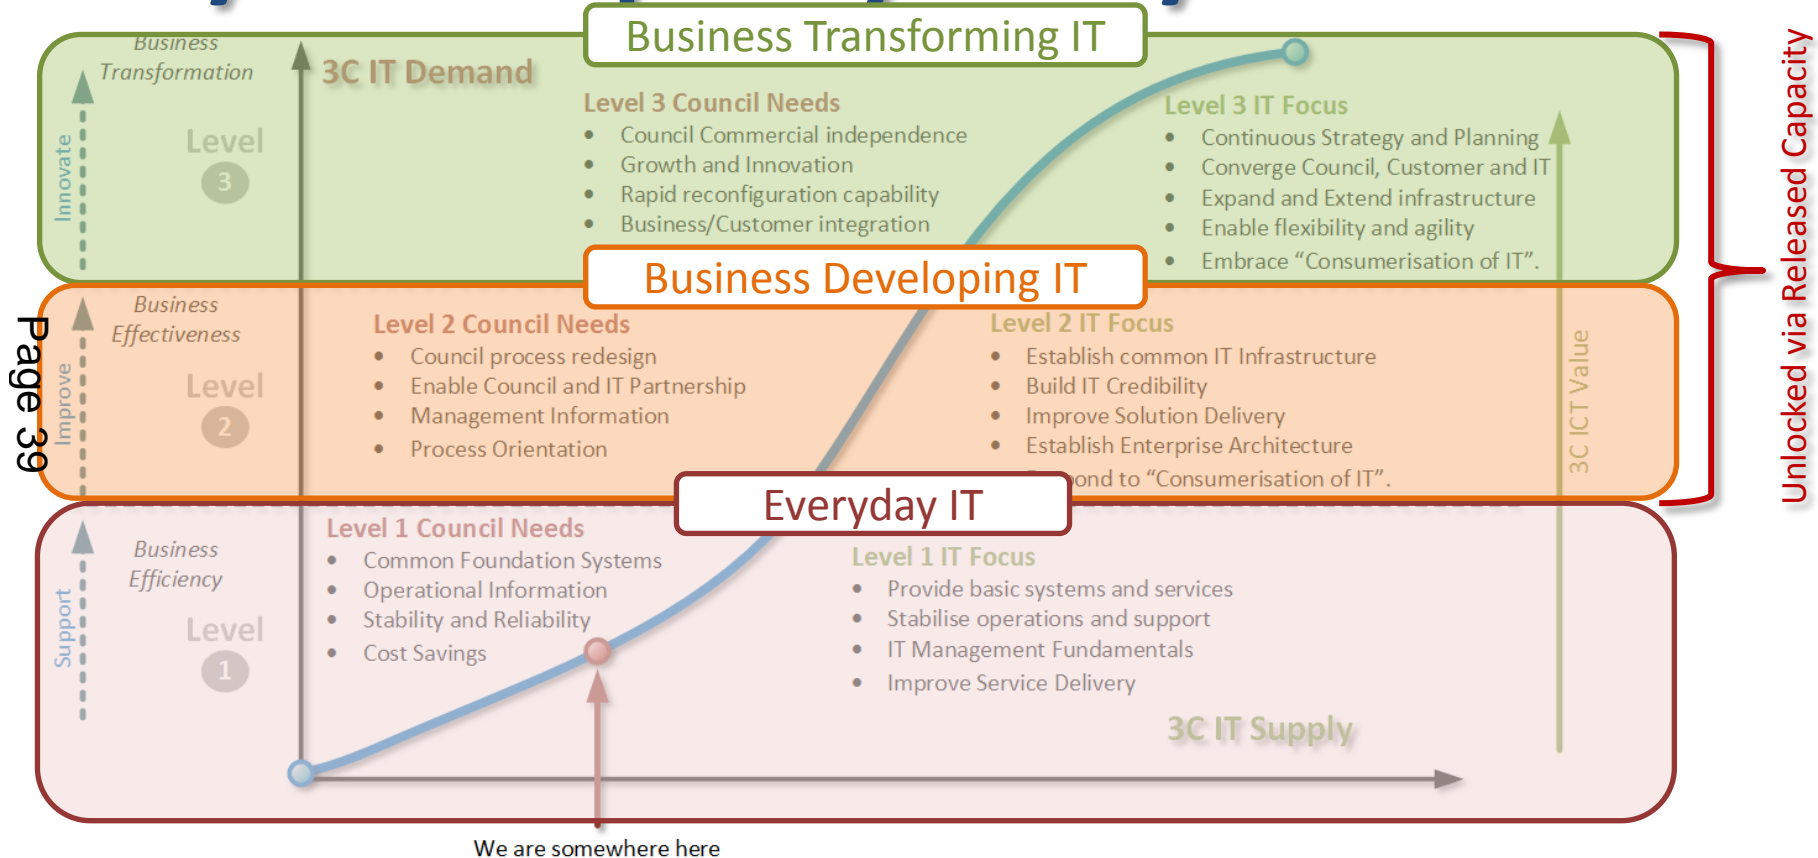 Business Transforming IT
Business
Transformation
3C IT Demand
Innovate
Level
3
Level 3 Council Needs
• Council Commercial independence
• Growth and Innovation
• Rapid reconfiguration capability
• Business/Customer integration
Level 3 IT Focus
• Continuous Strategy and Planning
• Converge Council, Customer and IT
• Expand and Extend infrastructure
• Enable flexibility and agility
• Embrace “Consumerisation of IT”.
Unlocked via Released Capacity
Business Developing IT
Business
Effectiveness
Page 39
Improve
Level
2
Level 2 Council Needs
• Council process redesign
• Enable Council and IT Partnership
• Management Information
• Process Orientation
Level 2 IT Focus
• Establish common IT Infrastructure
• Build IT Credibility
• Improve Solution Delivery
• Establish Enterprise Architecture
to “Consumerisation of IT”.
3C ICT Value
Everyday IT
Business
Efficiency
Support
Level
1
Level 1 Council Needs
• Common Foundation Systems
• Operational Information
• Stability and Reliability
• Cost Savings
Level 1 IT Focus
• Provide basic systems and services
• Stabilise operations and support
• IT Management Fundamentals
• Improve Service Delivery
3C IT Supply
We are somewhere here